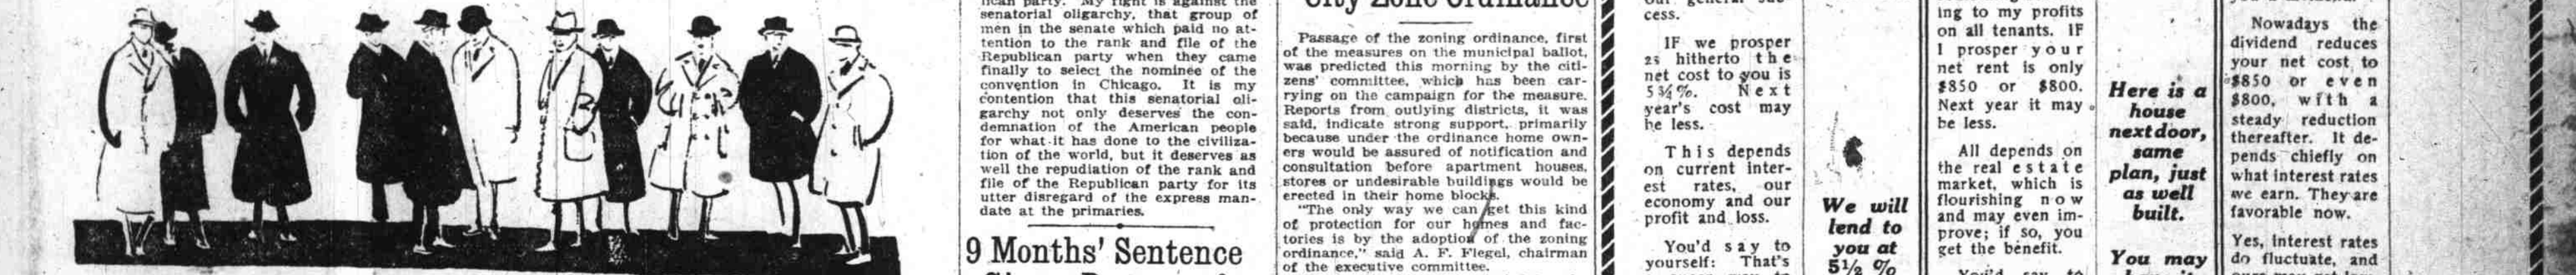 lican party. My fight is against the
senatorial oligarchy, that group of
men in the senate which paid no at-
tention to the rank and file of the
Republican party when they came
finally to select the nominee of the
convention in Chicago. It is my
contention that this senatorial oli-
garchy not only deserves the con-
demnation of the American people
for what it has done to the civiliza-
tion of the world, but it deserves as
well the repudiation of the rank and
file of the Republican party for its
utter disregard of the express man-
date at the primaries.
9 Months' Sentence
City Zone Ordinance
Passage of the zoning ordinance, first
of the measures on the municipal ballot,
was predicted this morning by the citi-
zens' committee, which has been car-
rying on the campaign for the measure.
Reports from outlying districts, it was
said, indicate strong support, primarily
because under the ordinance home own-
ers would be assured of notification and
consultation before apartment houses,
stores or undesirable buildings would be
erected in their home blocks.
"The only way we can get this kind
of protection for our homes and fac-
tories is by the adoption of the zoning
ordinance," said A. F. Flegel, chairman
of the executive committee.
our general suc-
cess.
IF we prosper
as hitherto the
net cost to you is
5¾%. Next
year's cost may
be less.
This depends
on current inter-
est rates, our
economy and our
profit and loss.
You'd say to
yourself: That's
We will
lend to
you at
5½ %
ing to my profits
on all tenants. IF
I prosper your
net rent is only
$850 or $800.
Next year it may
be less.
All depends on
the real estate
market, which is
flourishing now
and may even im-
prove; if so, you
get the benefit.
You'd say to
Here is a
house
next door,
same
plan, just
as well
built.
You may
Nowadays the
dividend reduces
your net cost to
$850 or even
$800, with a
steady reduction
thereafter. It de-
pends chiefly on
what interest rates
we earn. They are
favorable now.
Yes, interest rates
do fluctuate, and